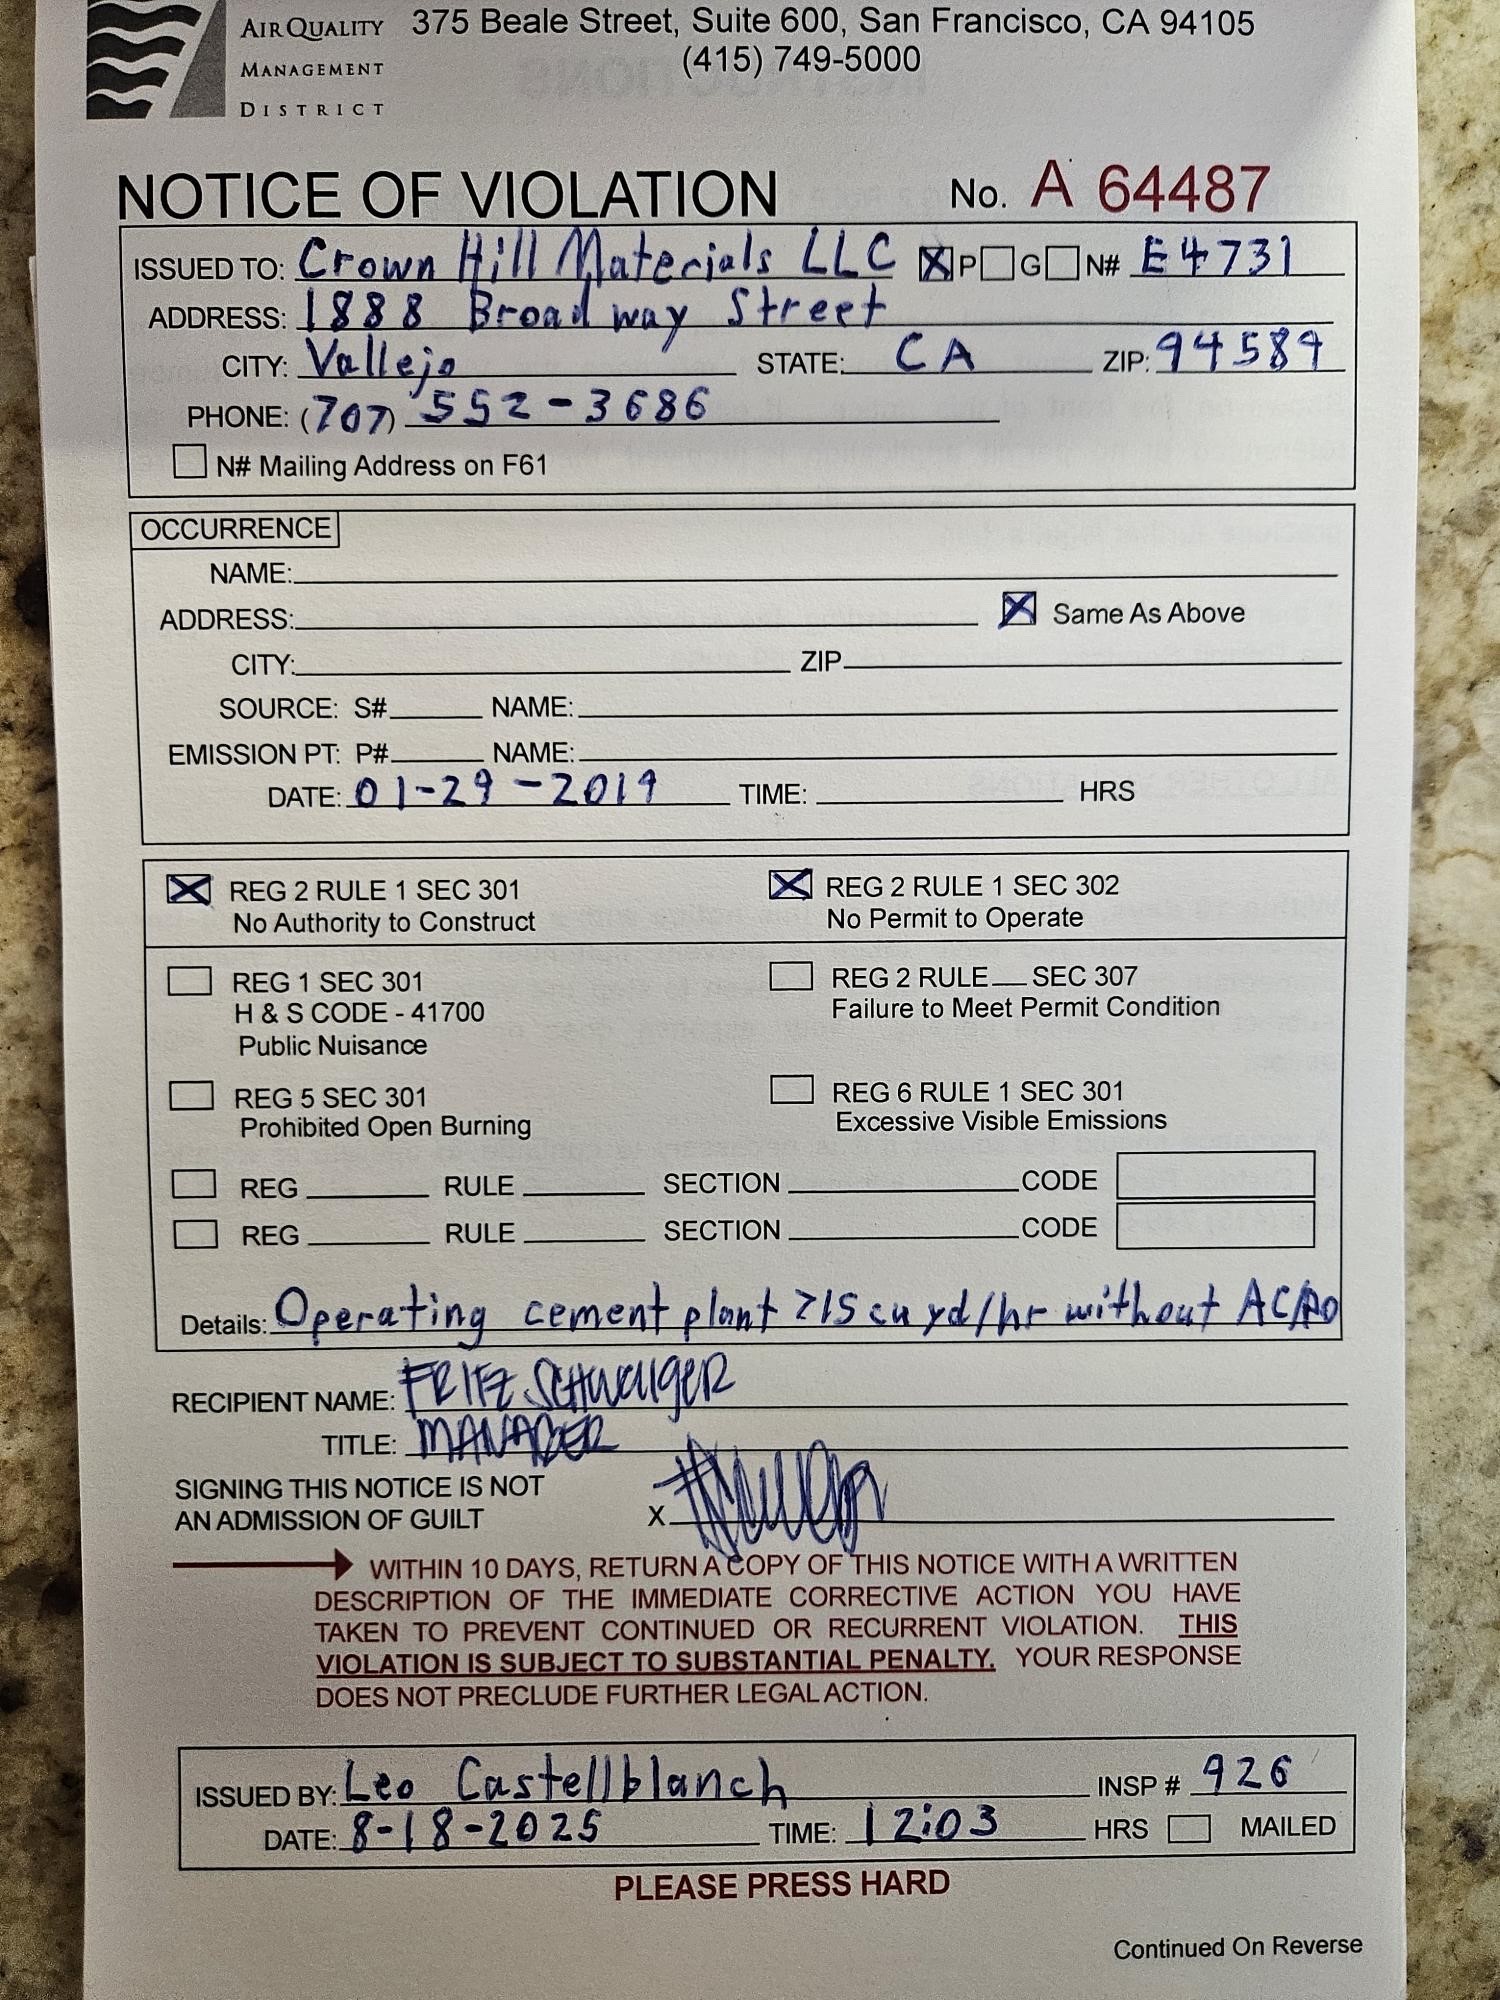 AIR QUALITY 375 Beale Street, Suite 600, San Francisco, CA 94105
MANAGEMENT (415) 749-5000
DISTRICT
NOTICE OF VIOLATION No. A 64487
ISSUED TO: Crown Hill Materials LLC X P G N# E4731
ADDRESS: 1888 Broadway Street
CITY: Vallejo STATE: CA ZIP: 94589
PHONE: (707) 552-3686
N# Mailing Address on F61
OCCURRENCE
NAME:
ADDRESS: X Same As Above
CITY: ZIP
SOURCE: S# NAME:
EMISSION PT: P# NAME:
DATE: 01-29-2019 TIME: HRS
X REG 2 RULE 1 SEC 301 X REG 2 RULE 1 SEC 302
No Authority to Construct No Permit to Operate
REG 1 SEC 301 REG 2 RULE SEC 307
H & S CODE - 41700 Failure to Meet Permit Condition
Public Nuisance
REG 5 SEC 301 REG 6 RULE 1 SEC 301
Prohibited Open Burning Excessive Visible Emissions
REG RULE SECTION CODE
REG RULE SECTION CODE
Details: Operating cement plant >15 cu yd/hr without AC/PO
RECIPIENT NAME: FRITZ SCHWEIGER
TITLE: MANAGER
SIGNING THIS NOTICE IS NOT
AN ADMISSION OF GUILT X
WITHIN 10 DAYS, RETURN A COPY OF THIS NOTICE WITH A WRITTEN
DESCRIPTION OF THE IMMEDIATE CORRECTIVE ACTION YOU HAVE
TAKEN TO PREVENT CONTINUED OR RECURRENT VIOLATION. THIS
VIOLATION IS SUBJECT TO SUBSTANTIAL PENALTY. YOUR RESPONSE
DOES NOT PRECLUDE FURTHER LEGAL ACTION.
ISSUED BY: Leo Castellblanch INSP # 926
DATE: 8-18-2025 TIME: 12:03 HRS MAILED
PLEASE PRESS HARD
Continued On Reverse